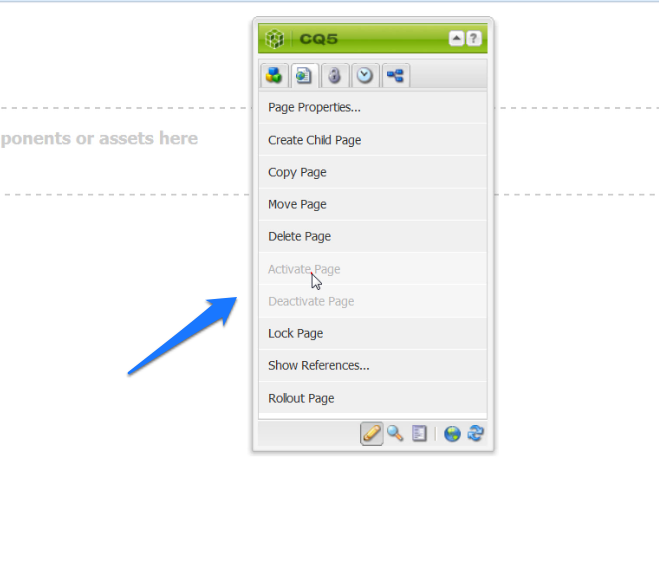 CQ5
?
Page Properties...
ponents or assets here
Create Child Page
Copy Page
Move Page
Delete Page
Activate Page
Deactivate Page
Lock Page
Show References...
Rollout Page